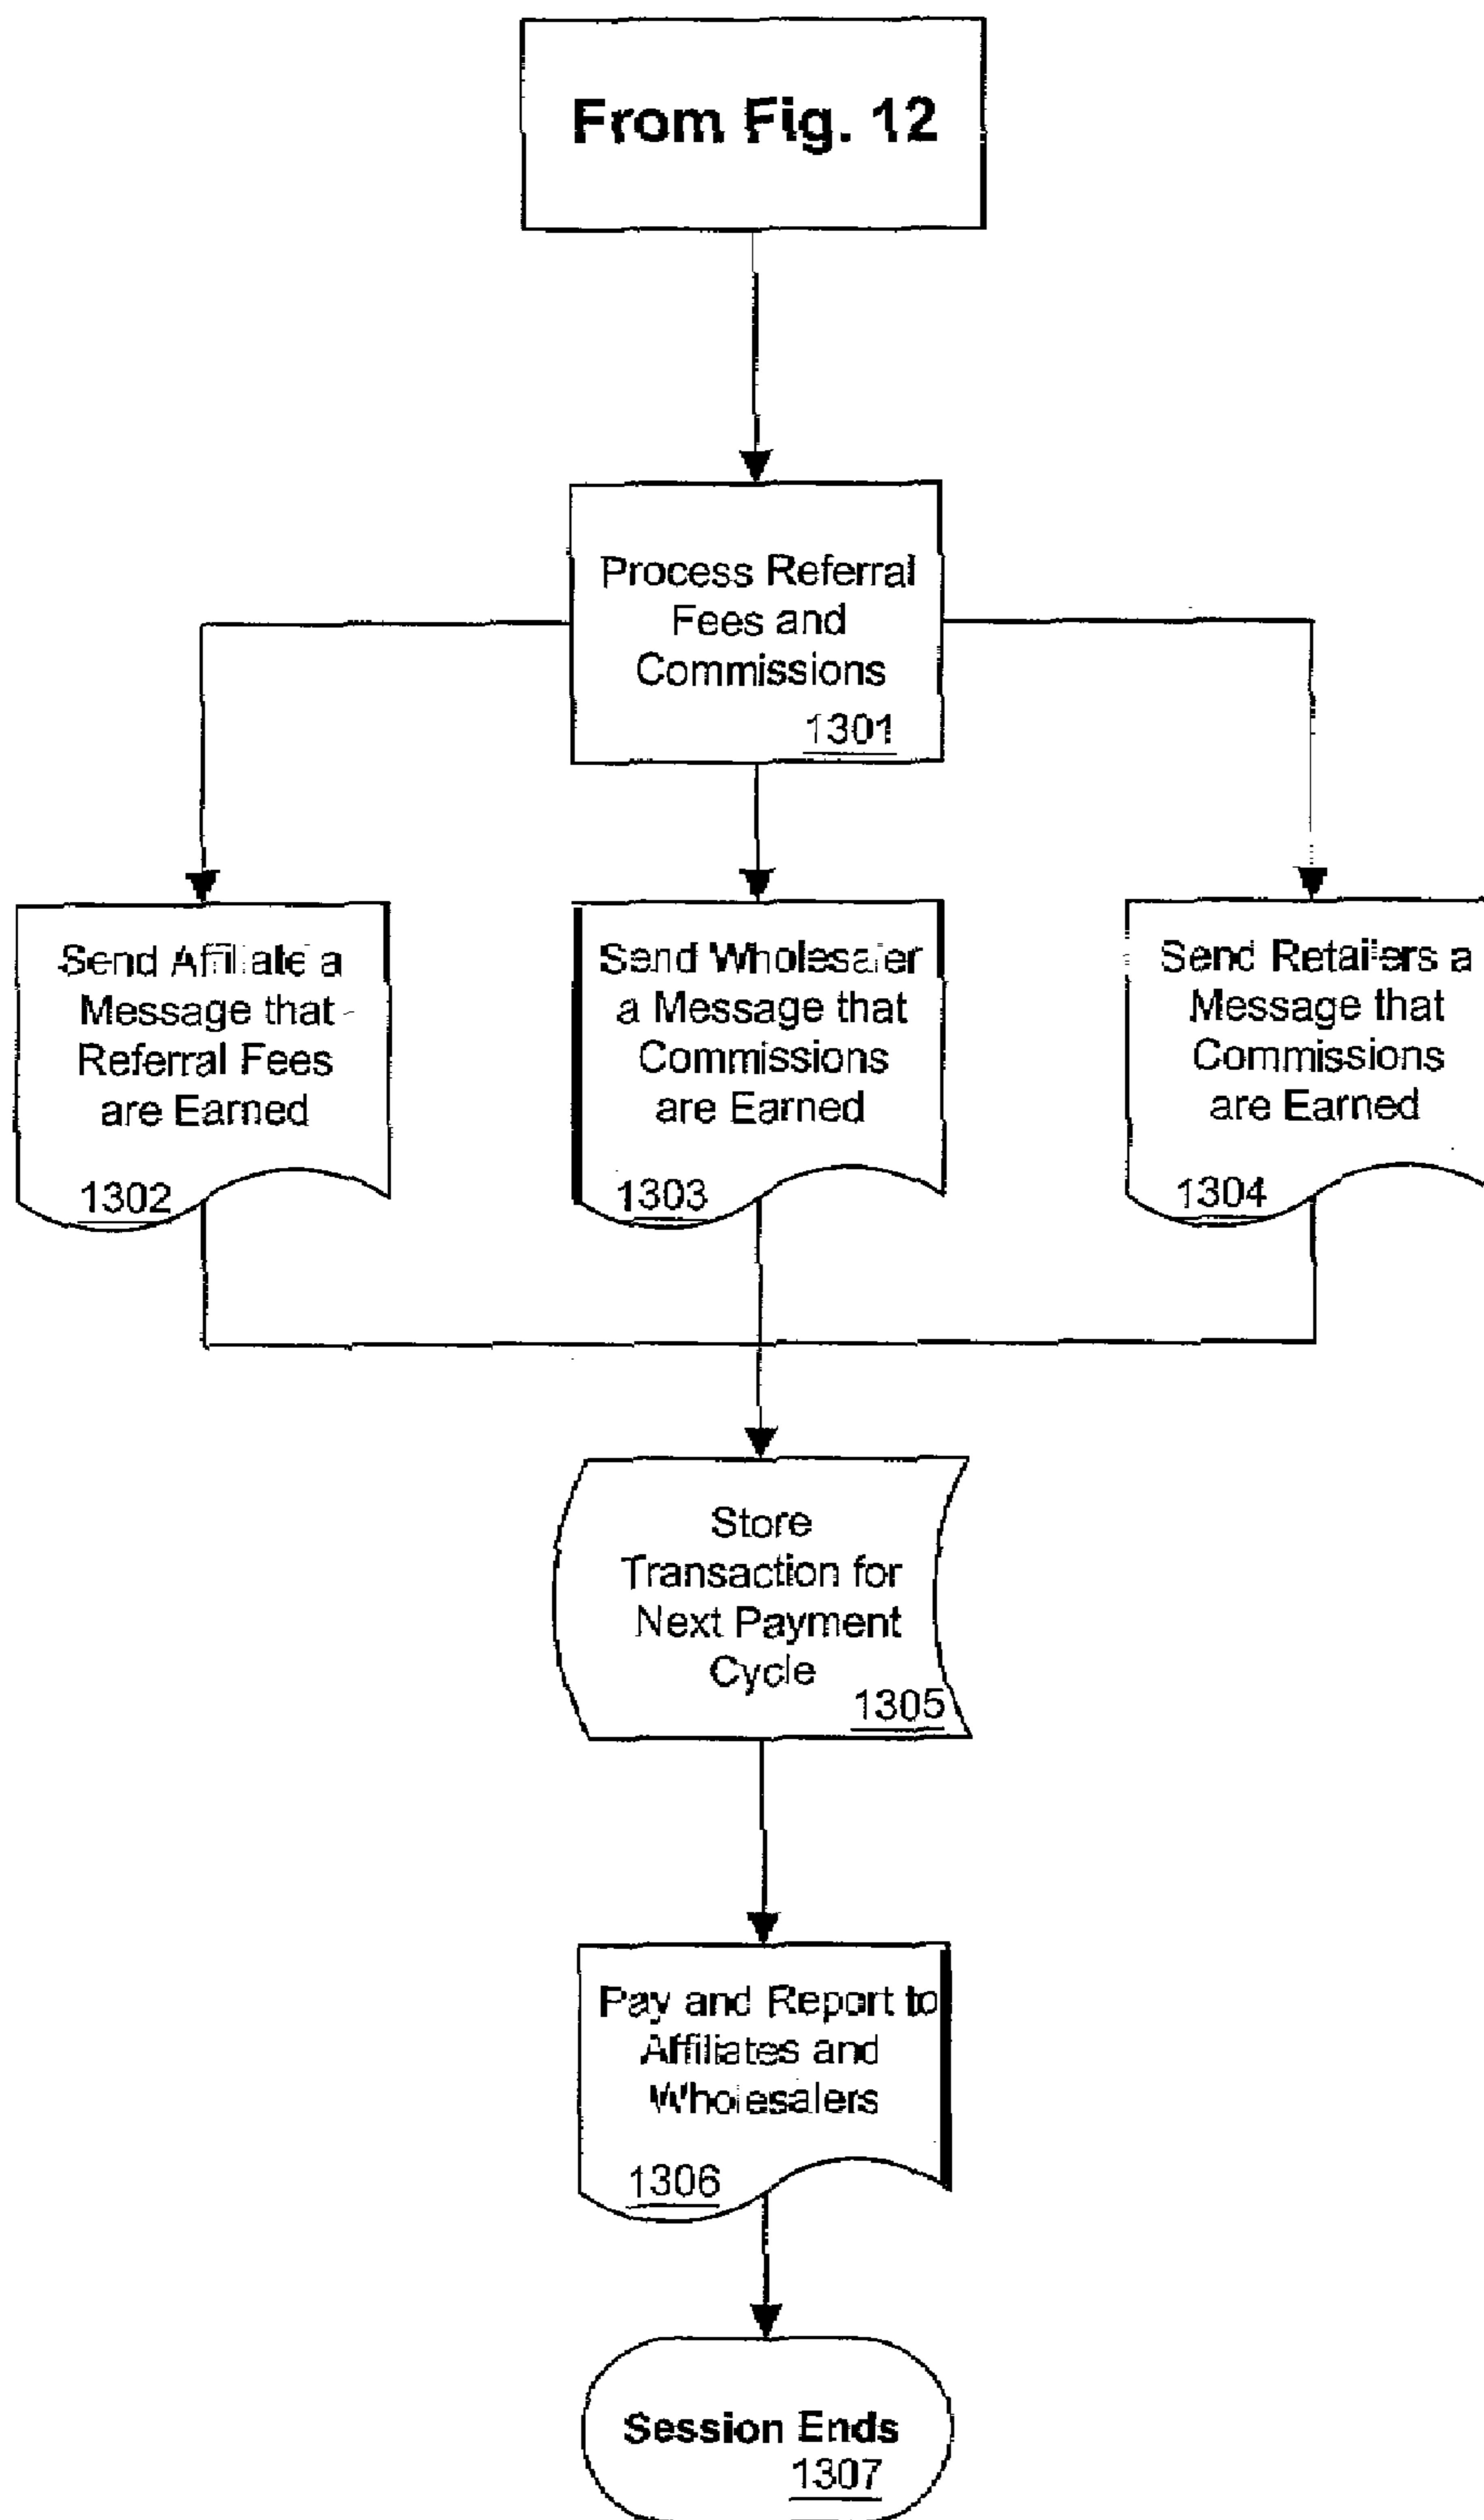 From Fig. 12
Process Referral
Fees and
Commissions
1301
Send Affiliate a
Message that
Referral Fees
are Earned
1302
Send Wholesaler
a Message that
Commissions
are Earned
1303
Send Retailers a
Message that
Commissions
are Earned
1304
Store
Transaction for
Next Payment
Cycle
1305
Pay and Report to
Affiliates and
Wholesalers
1306
Session Ends
1307